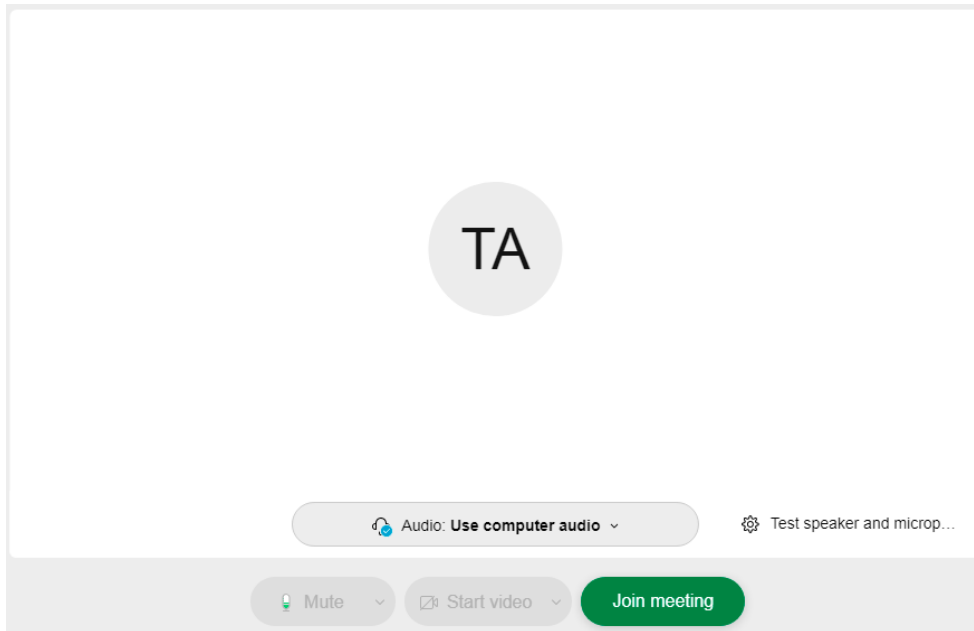 TA
Audio: Use computer audio
Test speaker and microp...
Mute
Start video
Join meeting